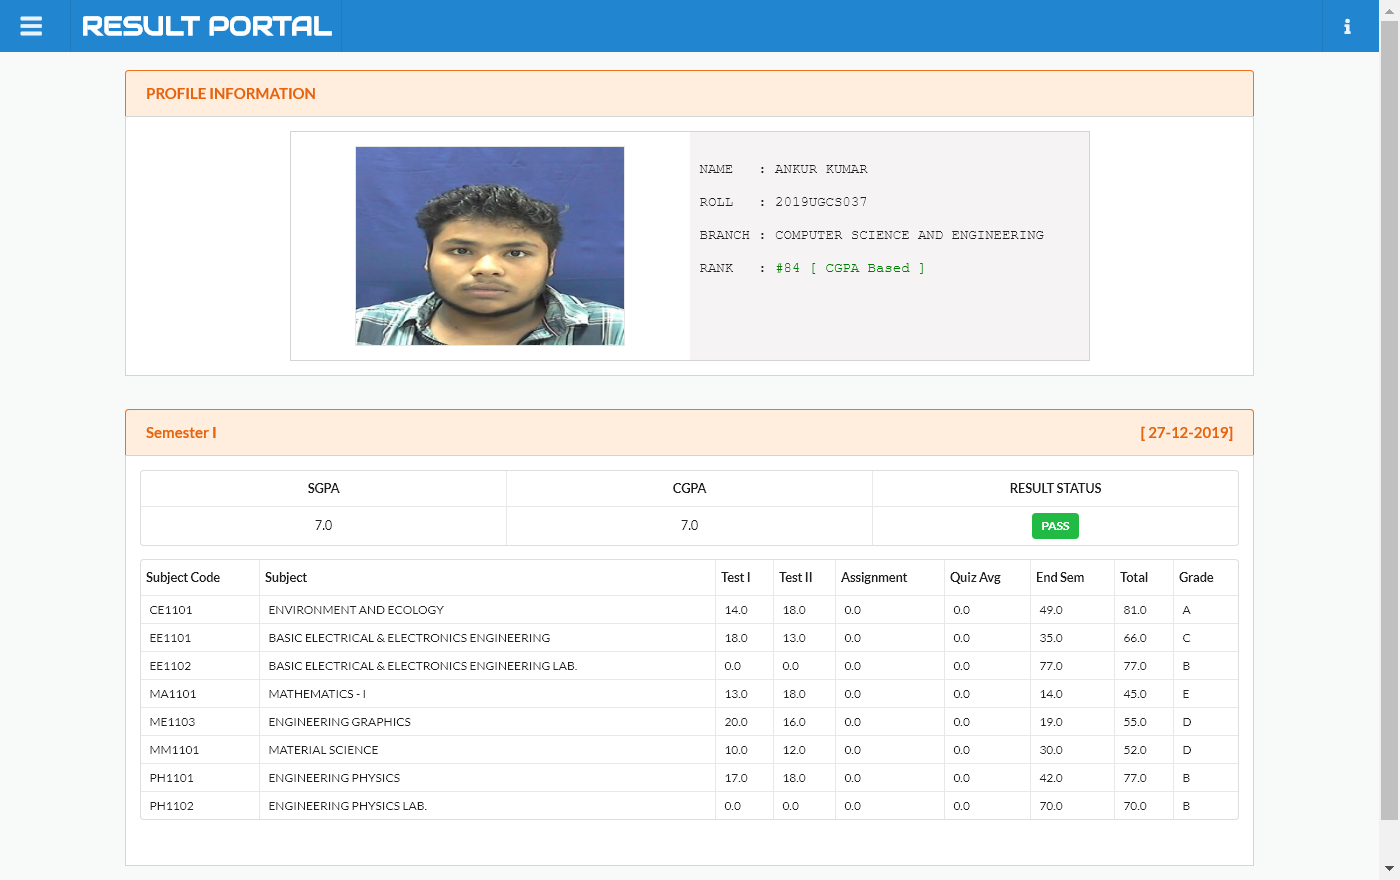 RESULT PORTAL
PROFILE INFORMATION
NAME : ANKUR KUMAR
ROLL : 2019UGCS037
BRANCH : COMPUTER SCIENCE AND ENGINEERING
RANK : #84 [ CGPA Based ]
Semester I [ 27-12-2019]
SGPA CGPA RESULT STATUS
7.0 7.0 PASS
Subject Code Subject Test I Test II Assignment Quiz Avg End Sem Total Grade
CE1101 ENVIRONMENT AND ECOLOGY 14.0 18.0 0.0 0.0 49.0 81.0 A
EE1101 BASIC ELECTRICAL & ELECTRONICS ENGINEERING 18.0 13.0 0.0 0.0 35.0 66.0 C
EE1102 BASIC ELECTRICAL & ELECTRONICS ENGINEERING LAB. 0.0 0.0 0.0 0.0 77.0 77.0 B
MA1101 MATHEMATICS - I 13.0 18.0 0.0 0.0 14.0 45.0 E
ME1103 ENGINEERING GRAPHICS 20.0 16.0 0.0 0.0 19.0 55.0 D
MM1101 MATERIAL SCIENCE 10.0 12.0 0.0 0.0 30.0 52.0 D
PH1101 ENGINEERING PHYSICS 17.0 18.0 0.0 0.0 42.0 77.0 B
PH1102 ENGINEERING PHYSICS LAB. 0.0 0.0 0.0 0.0 70.0 70.0 B